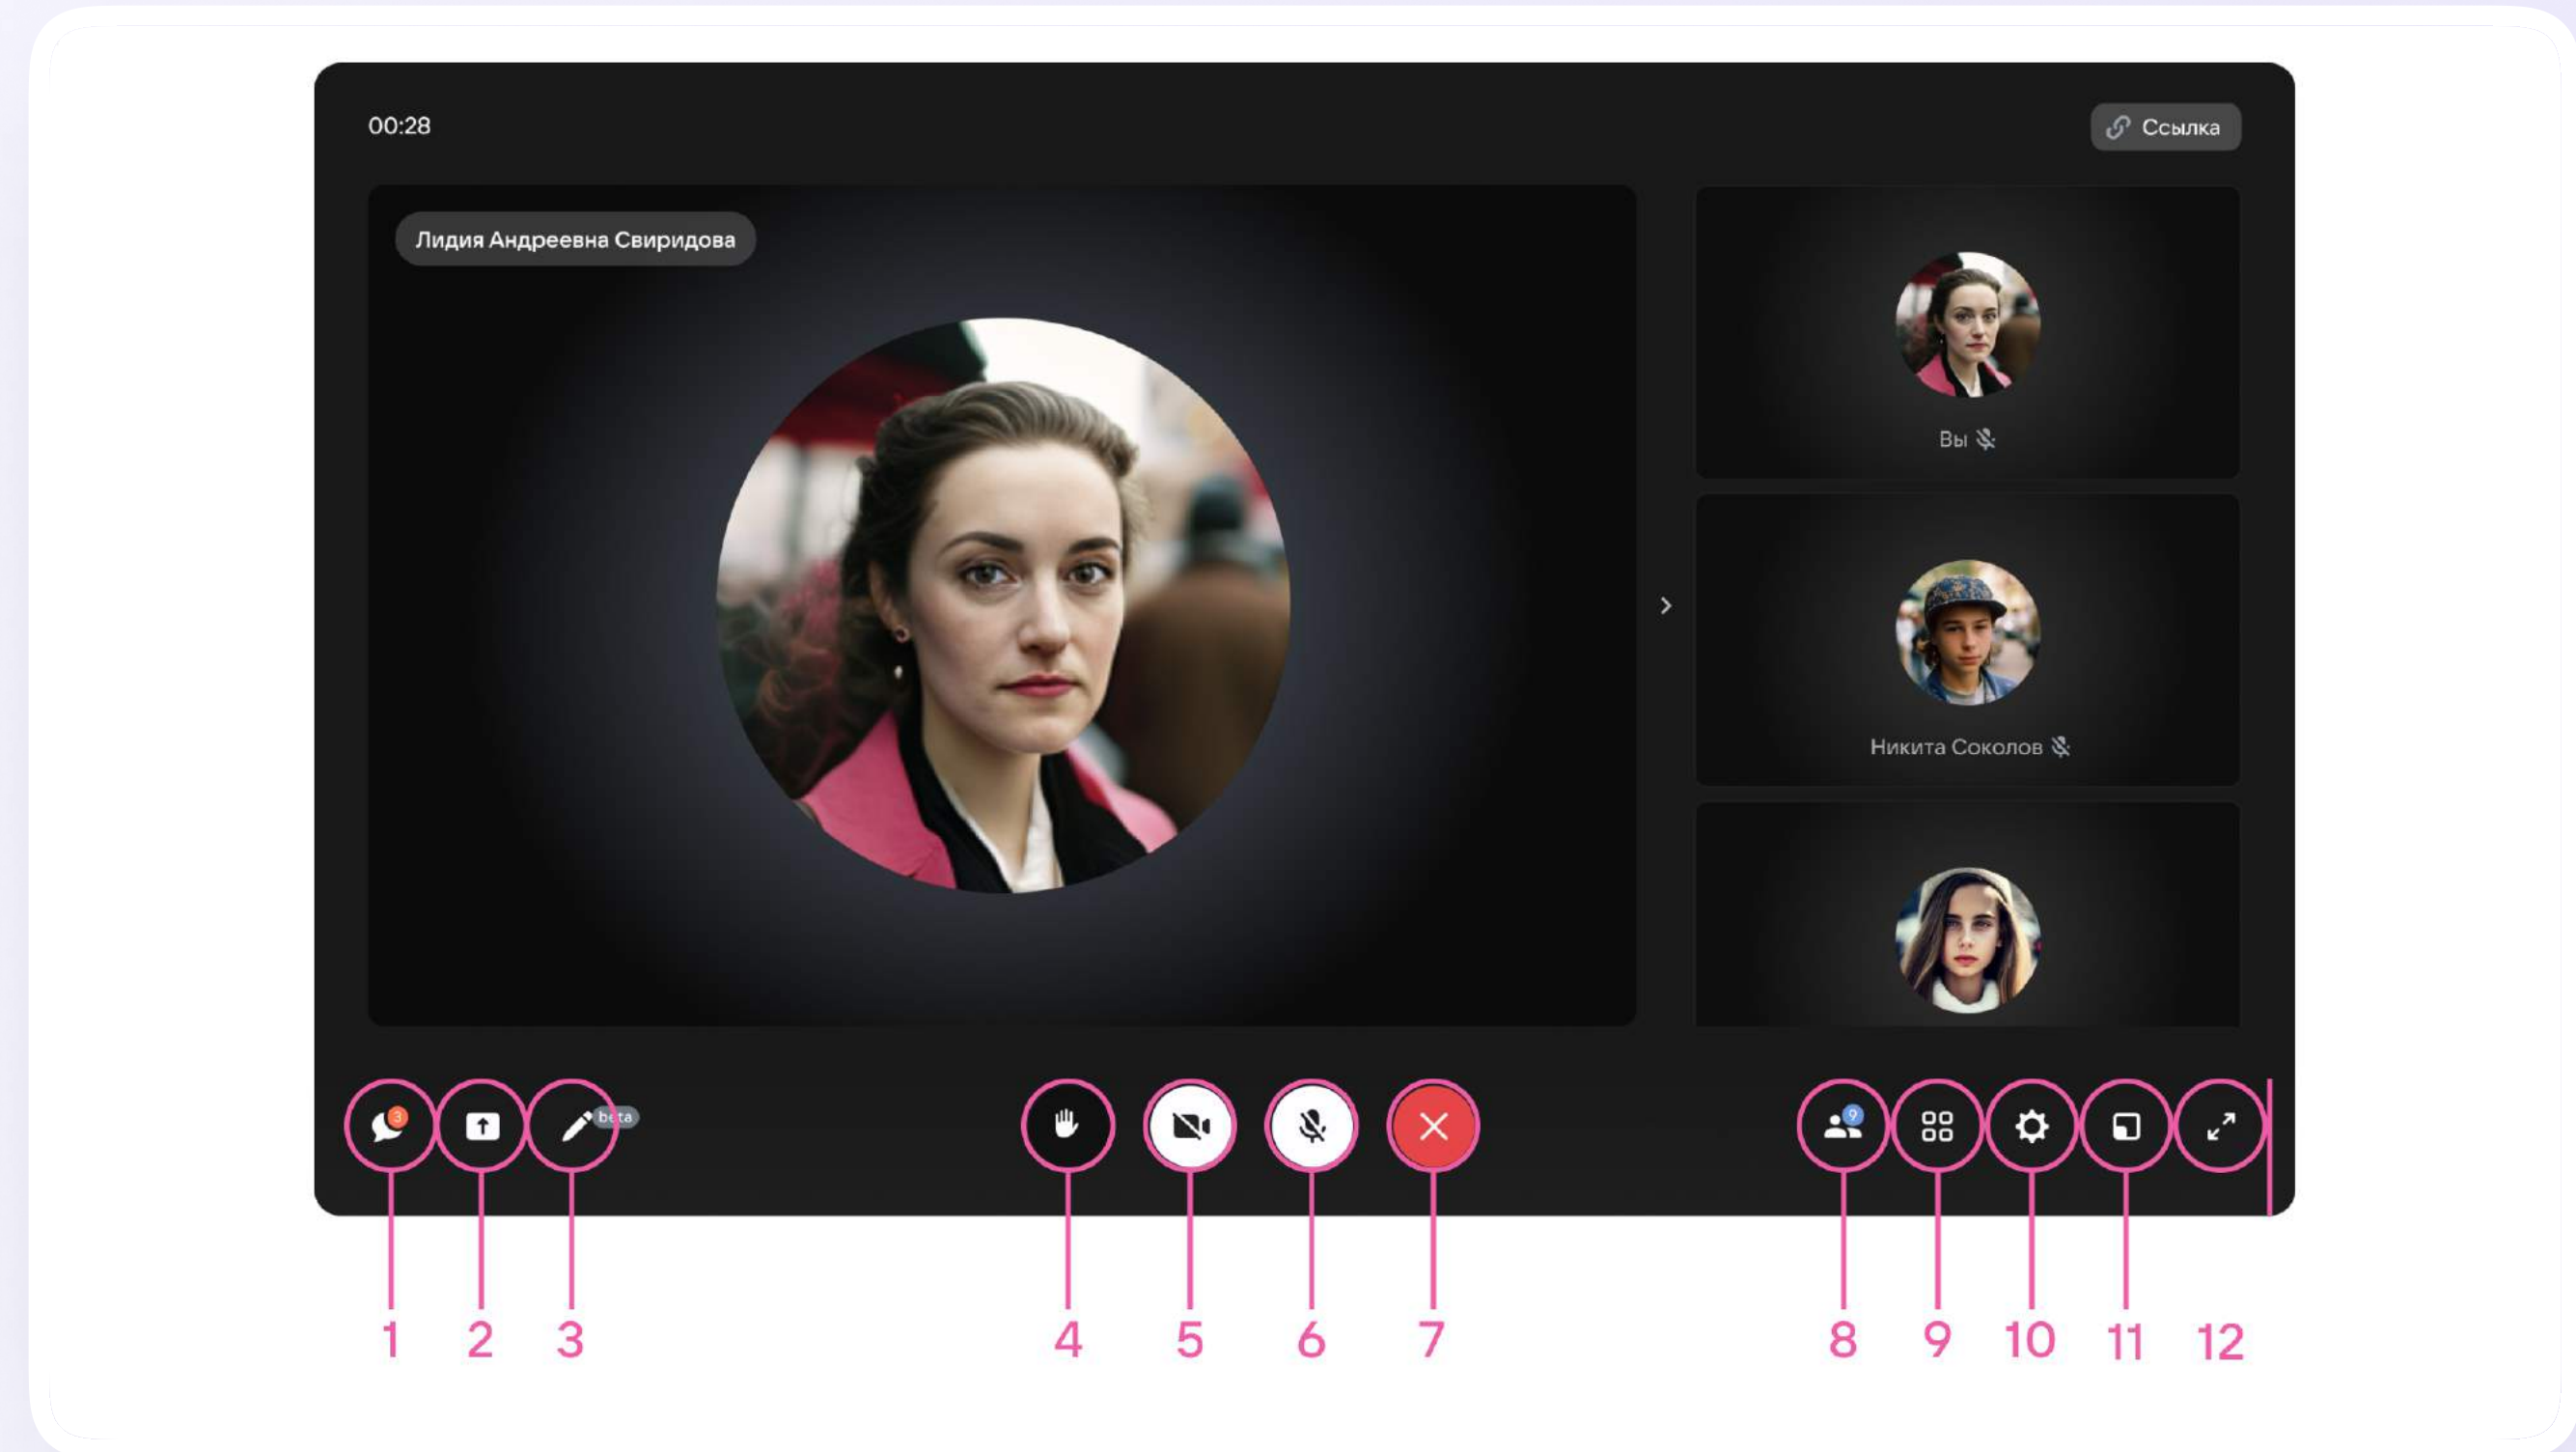 00:28
Ссылка
Лидия Андреевна Свиридова
Вы
Никита Соколов
3
beta
9
1 2 3 4 5 6 7 8 9 10 11 12